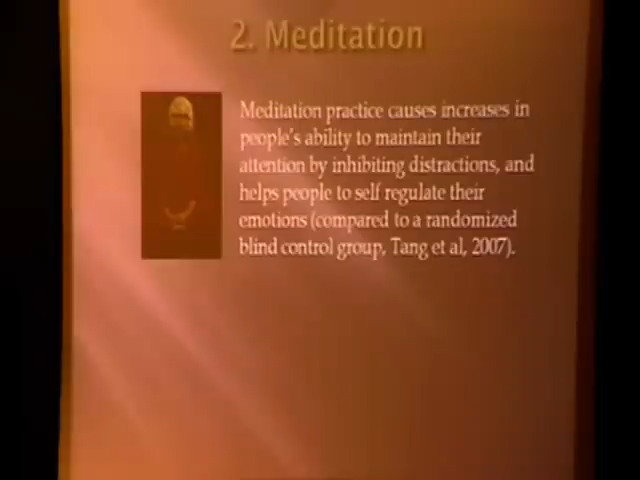 2. Meditation
Meditation practice causes increases in
people's ability to maintain their
attention by inhibiting distractions, and
helps people to self regulate their
emotions (compared to a randomized
blind control group, Tang et al, 2007).